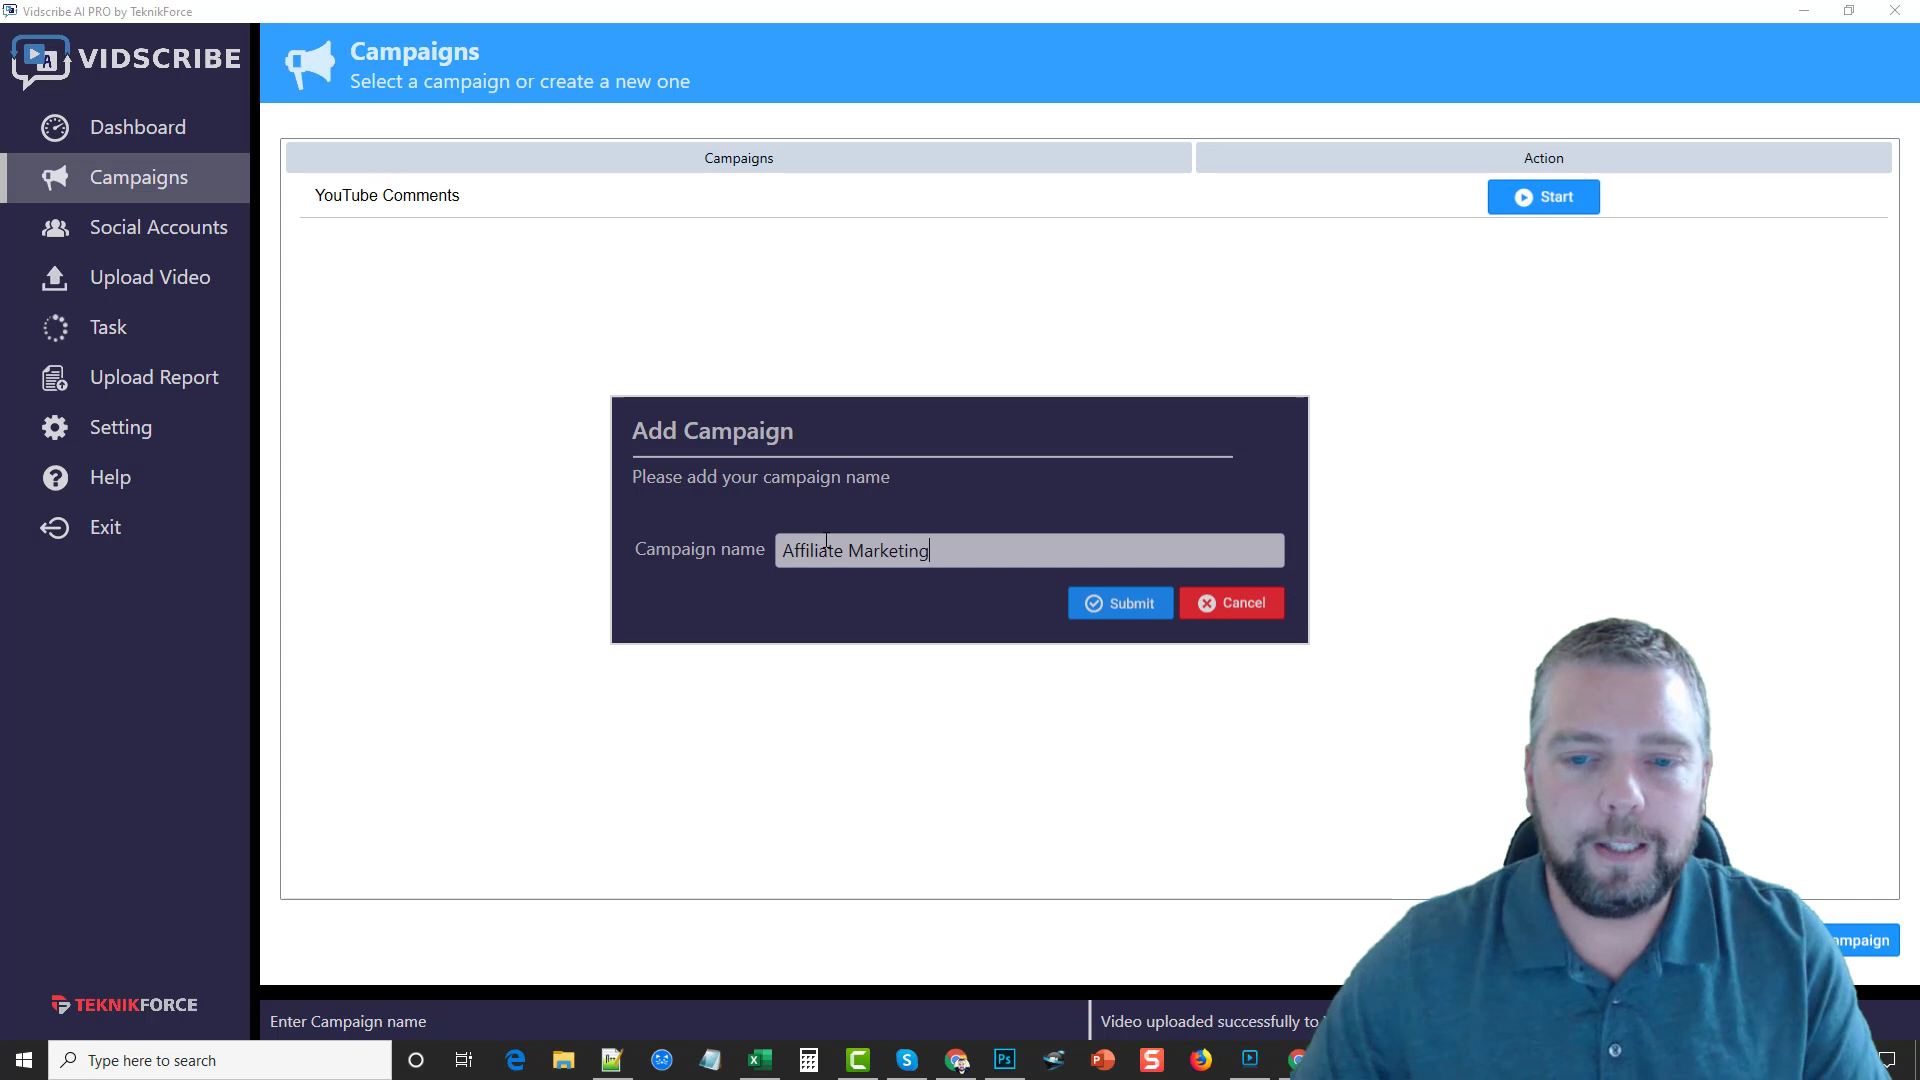 Vidscribe AI PRO by TeknikForce
VIDSCRIBE
Dashboard
Campaigns
Social Accounts
Upload Video
Task
Upload Report
Setting
Help
Exit
TEKNIKFORCE
Campaigns
Select a campaign or create a new one
Campaigns Action
YouTube Comments Start
Add Campaign
Please add your campaign name
Campaign name Affiliate Marketing
Submit Cancel
Enter Campaign name
Video uploaded successfully to
Type here to search